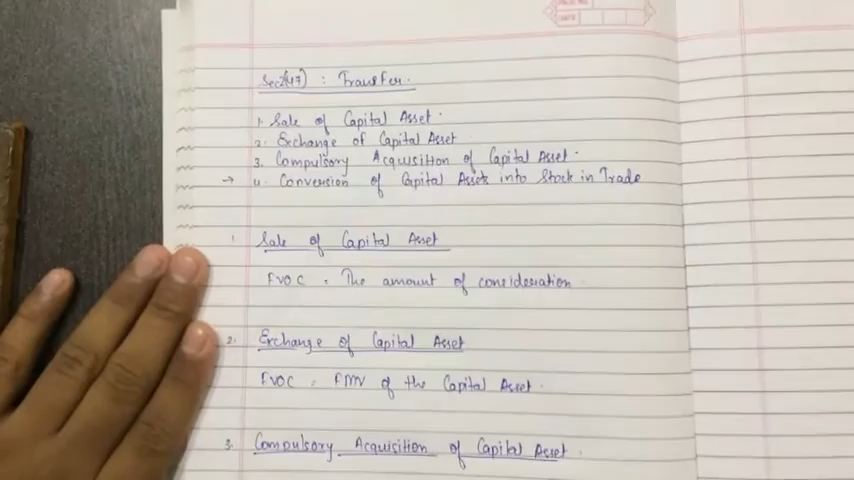 Sec 2(47) : Transfer.
1. Sale of Capital Asset.
2. Exchange of Capital Asset
3. Compulsory Acquisition of Capital Asset.
→ 4. Conversion of Capital Assets into Stock in Trade
1. Sale of Capital Asset
FVOC = The amount of consideration
2. Exchange of Capital Asset
FVOC = FMV of the Capital Asset.
3. Compulsory Acquisition of Capital Asset.
DATE